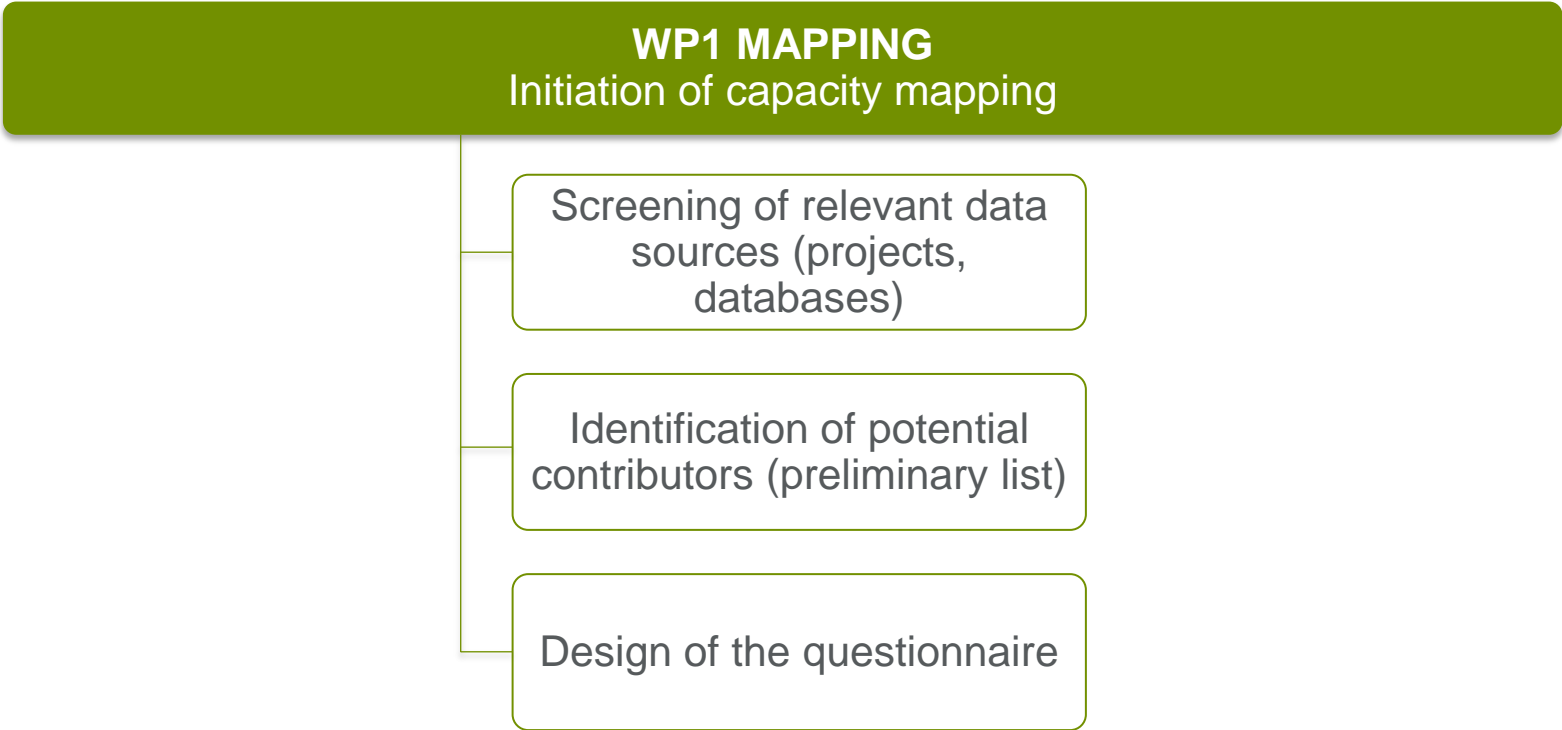 WP1 MAPPING
Initiation of capacity mapping
Screening of relevant data
sources (projects,
databases)
Identification of potential
contributors (preliminary list)
Design of the questionnaire